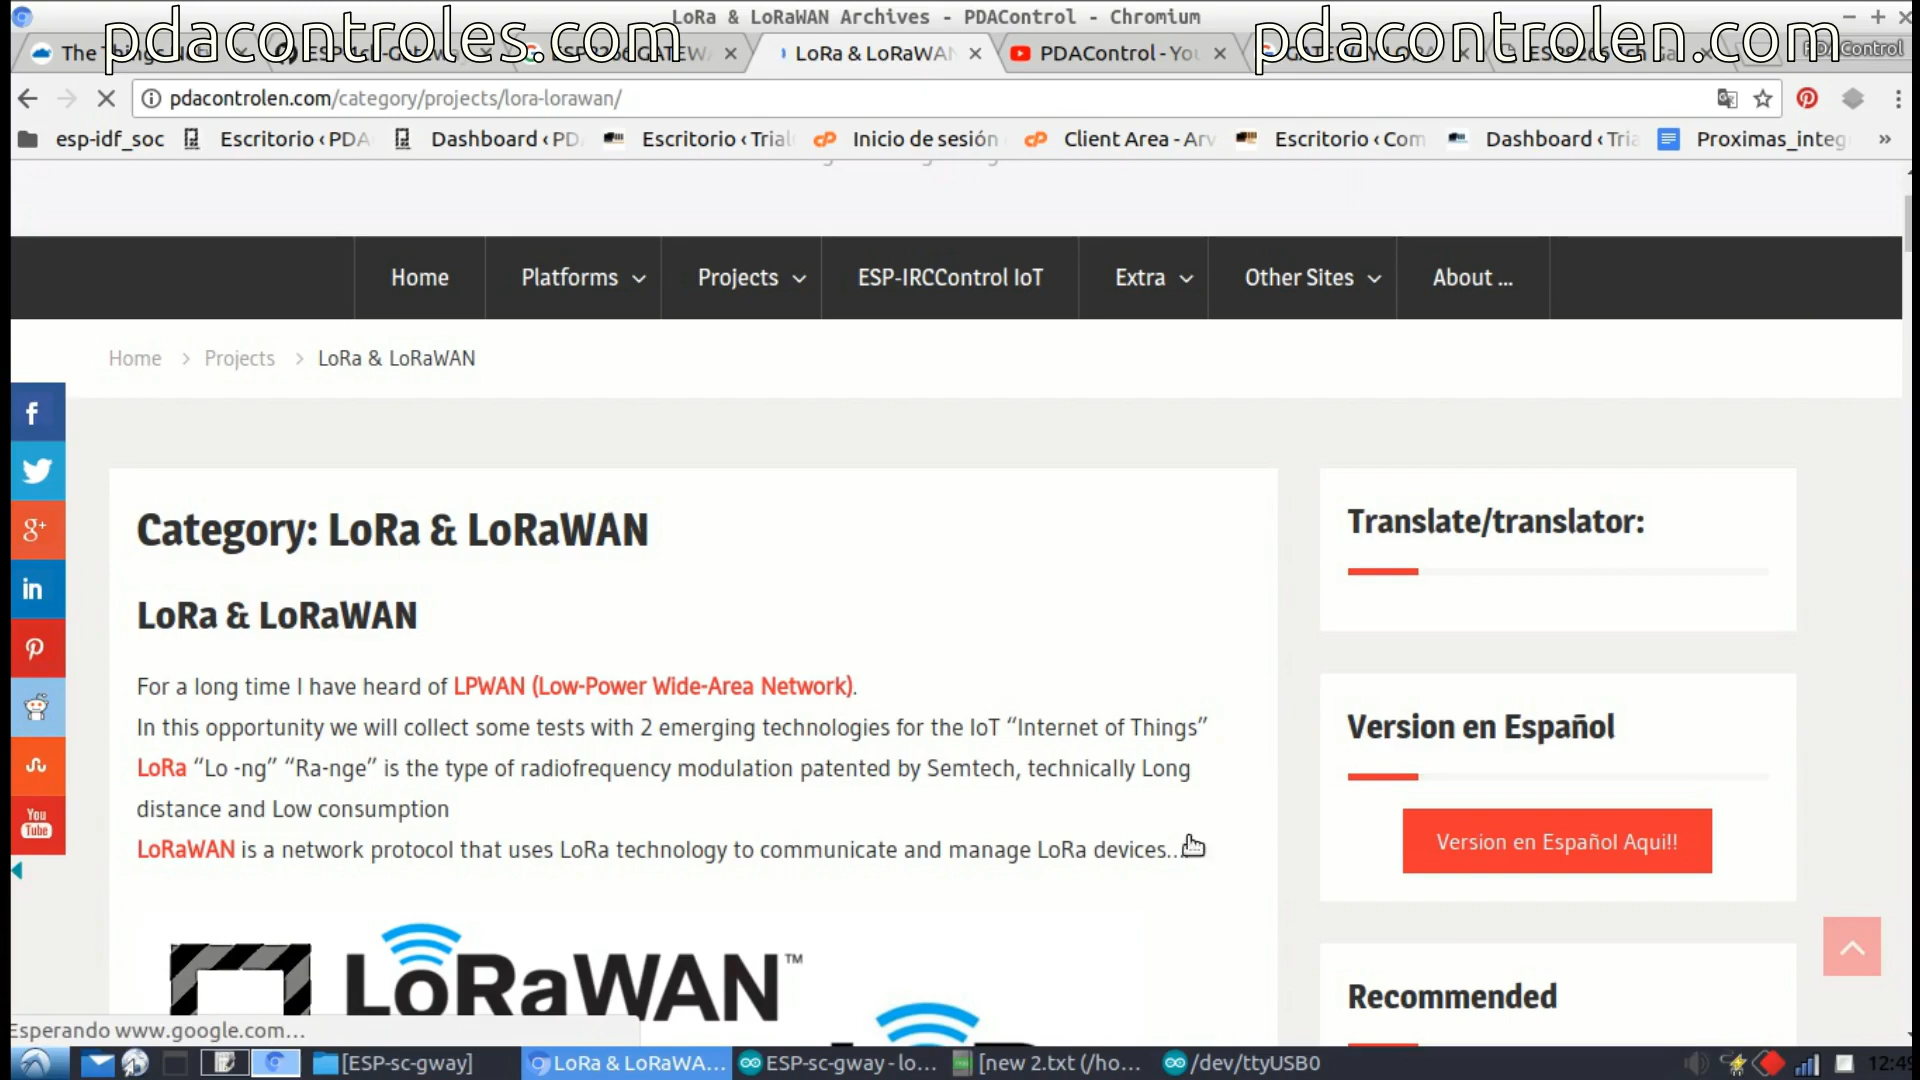 LoRa & LoRaWAN Archives - PDAControl - Chromium
pdacontroles.com
pdacontrolen.com
LoRa & LoRaWAN
PDAControl - You
PDAControl
pdacontrolen.com/category/projects/lora-lorawan/
esp-idf_soc
Escritorio ‹ PDA
Dashboard ‹ PD
Escritorio ‹ Trial
Inicio de sesión
Client Area - Arv
Escritorio ‹ Com
Dashboard ‹ Tria
Proximas_integ
»
Home
Platforms
Projects
ESP-IRCControl IoT
Extra
Other Sites
About ...
Home > Projects > LoRa & LoRaWAN
Category: LoRa & LoRaWAN
LoRa & LoRaWAN
For a long time I have heard of LPWAN (Low-Power Wide-Area Network).
In this opportunity we will collect some tests with 2 emerging technologies for the IoT “Internet of Things”
LoRa “Lo -ng” “Ra-nge” is the type of radiofrequency modulation patented by Semtech, technically Long
distance and Low consumption
LoRaWAN is a network protocol that uses LoRa technology to communicate and manage LoRa devices...
LoRaWAN™
You
Tube
Translate/translator:
Version en Español
Version en Español Aqui!!
Recommended
Esperando www.google.com...
[ESP-sc-gway]
LoRa & LoRaWA...
ESP-sc-gway - lo...
[new 2.txt (/ho...
/dev/ttyUSB0